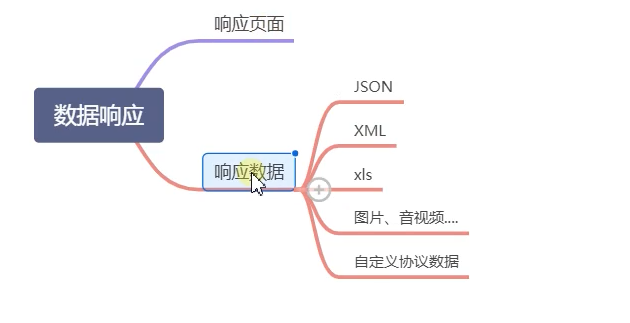 响应页面
数据响应
响应数据
JSON
XML
xls
图片、音视频....
自定义协议数据